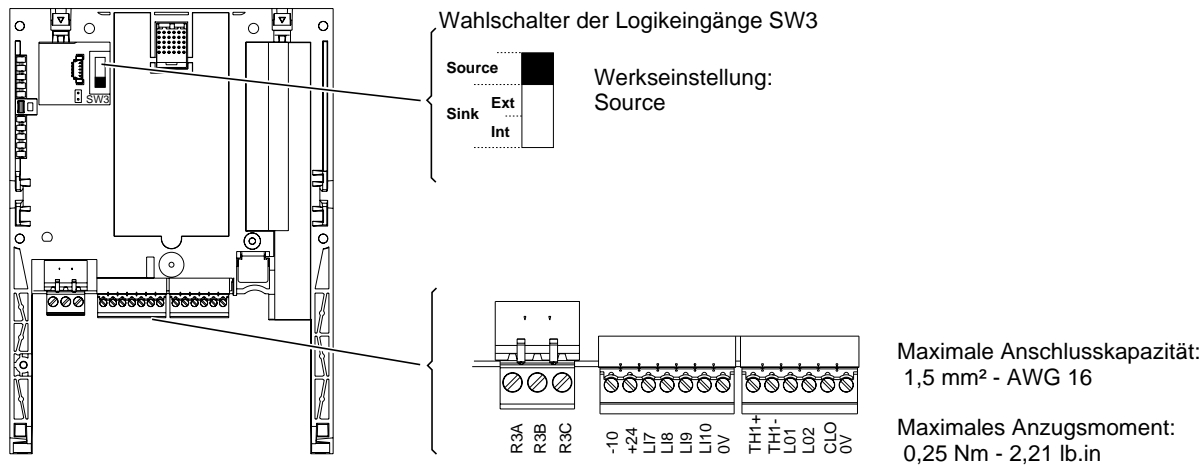 Wahlschalter der Logikeingänge SW3
Source
Sink
Ext
Int
Werkseinstellung:
Source
SW3
R3A
R3B
R3C
-10
+24
LI7
LI8
LI9
LI10
0V
TH1+
TH1-
L01
L02
CLO
0V
Maximale Anschlusskapazität:
1,5 mm² - AWG 16
Maximales Anzugsmoment:
0,25 Nm - 2,21 lb.in